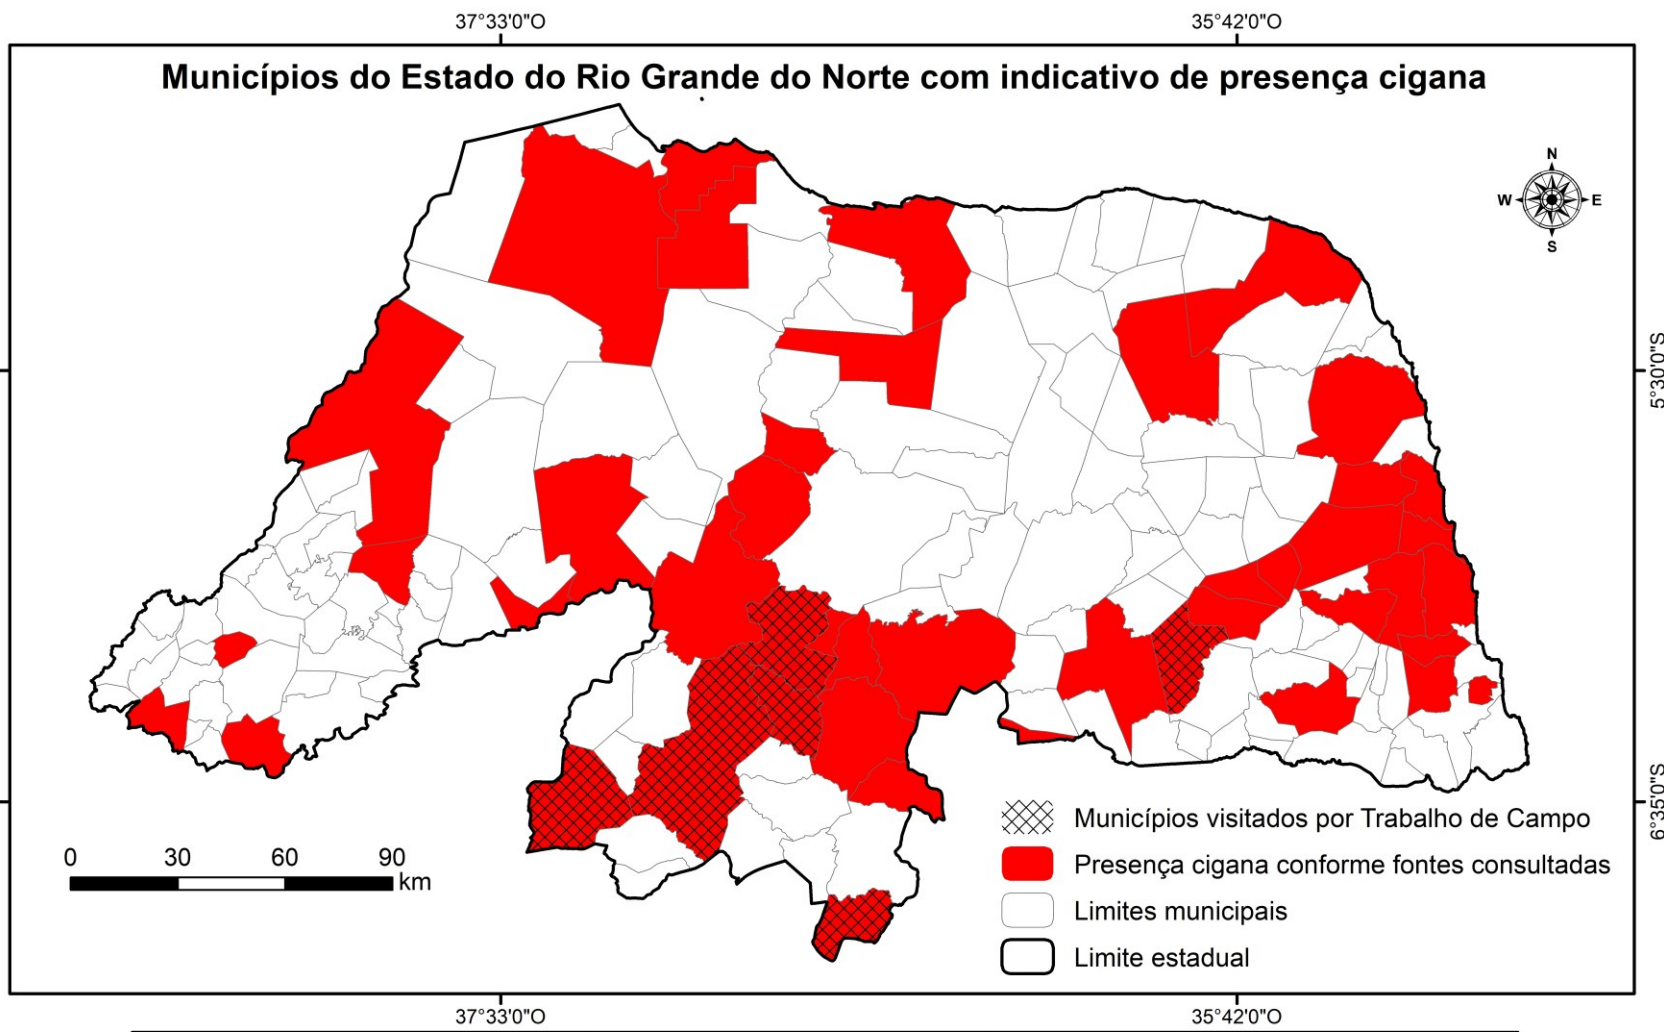 37°33'0"O 35°42'0"O
Municípios do Estado do Rio Grande do Norte com indicativo de presença cigana
N
W E
S
5°30'0"S
6°35'0"S
Municípios visitados por Trabalho de Campo
Presença cigana conforme fontes consultadas
Limites municipais
Limite estadual
0 30 60 90
km
37°33'0"O 35°42'0"O